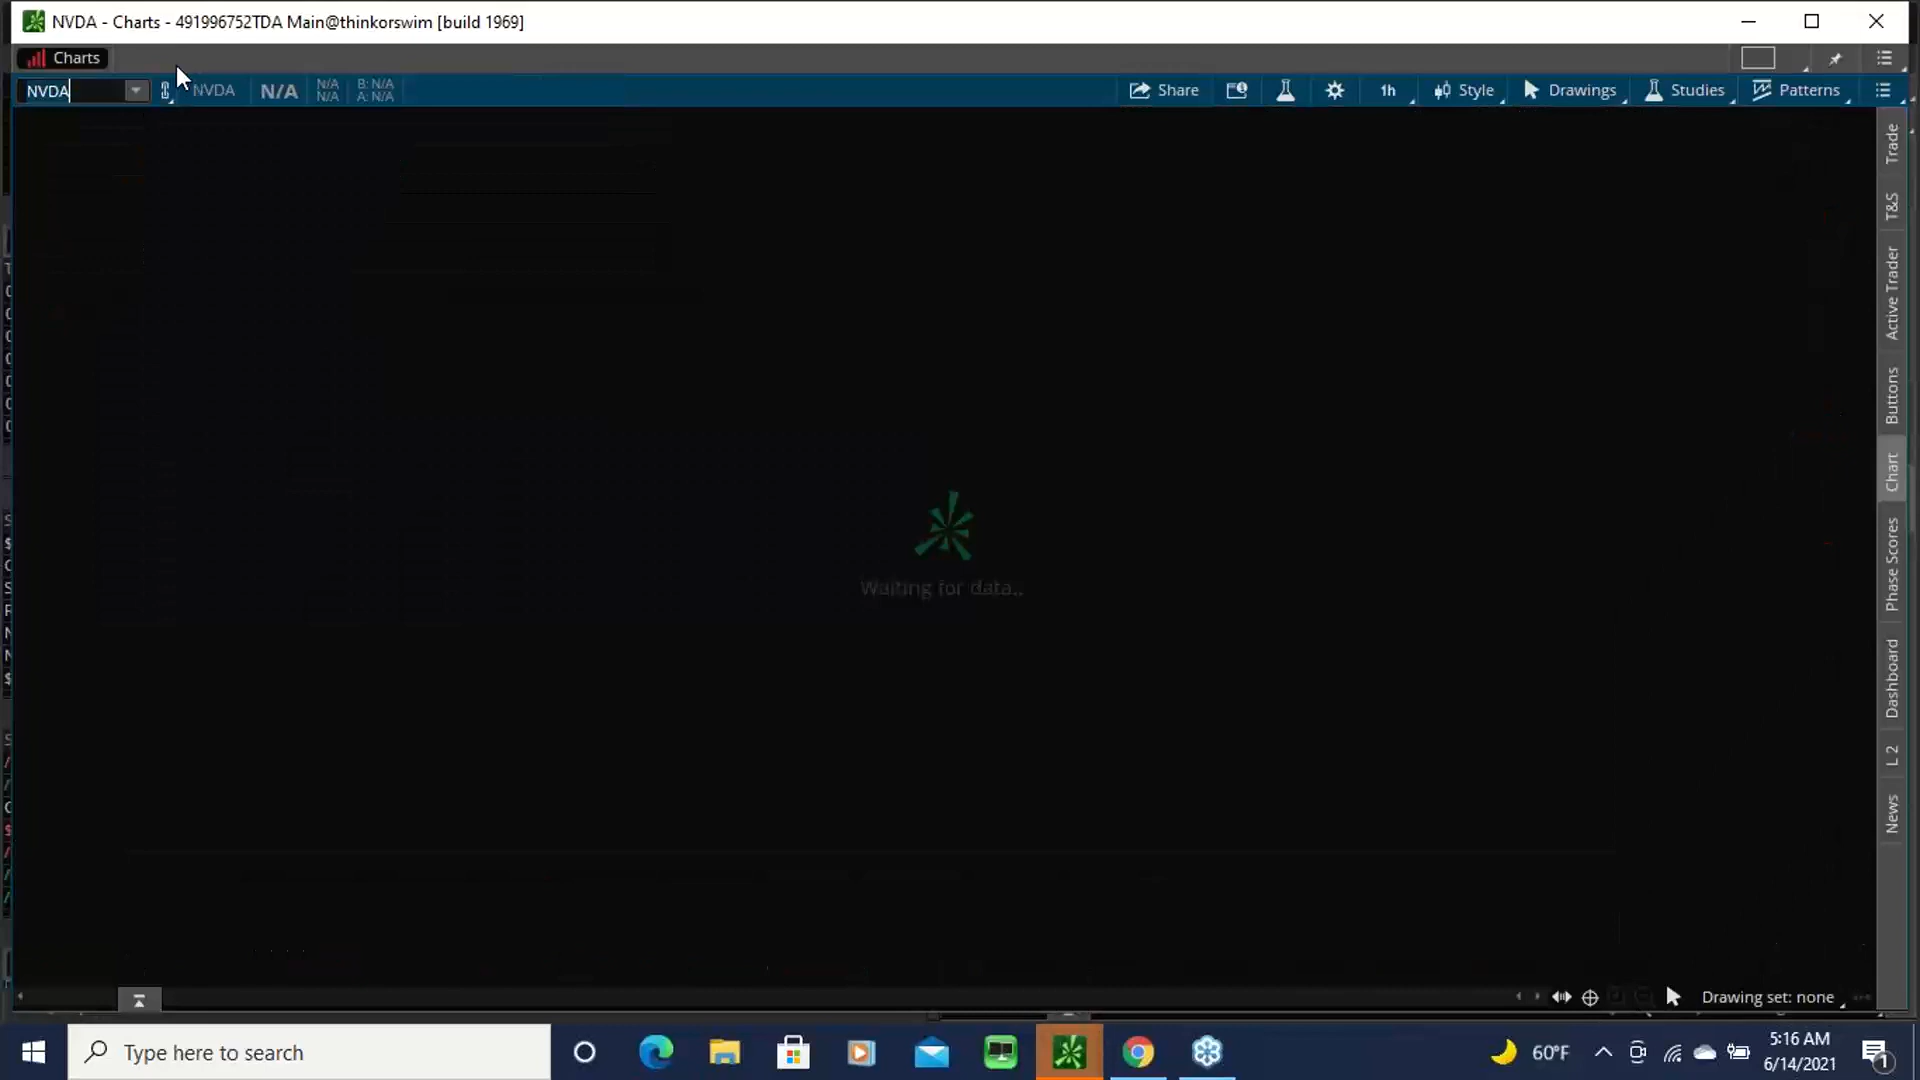 NVDA - Charts - 491996752TDA Main@thinkorswim [build 1969]
Charts
NVDA
NVDA
N/A
N/A
N/A
B: N/A
A: N/A
Share
1h
Style
Drawings
Studies
Patterns
Trade
T&S
Active Trader
Buttons
Chart
Phase Scores
Dashboard
L 2
News
Waiting for data..
Drawing set: none
Type here to search
60°F
5:16 AM
6/14/2021
1